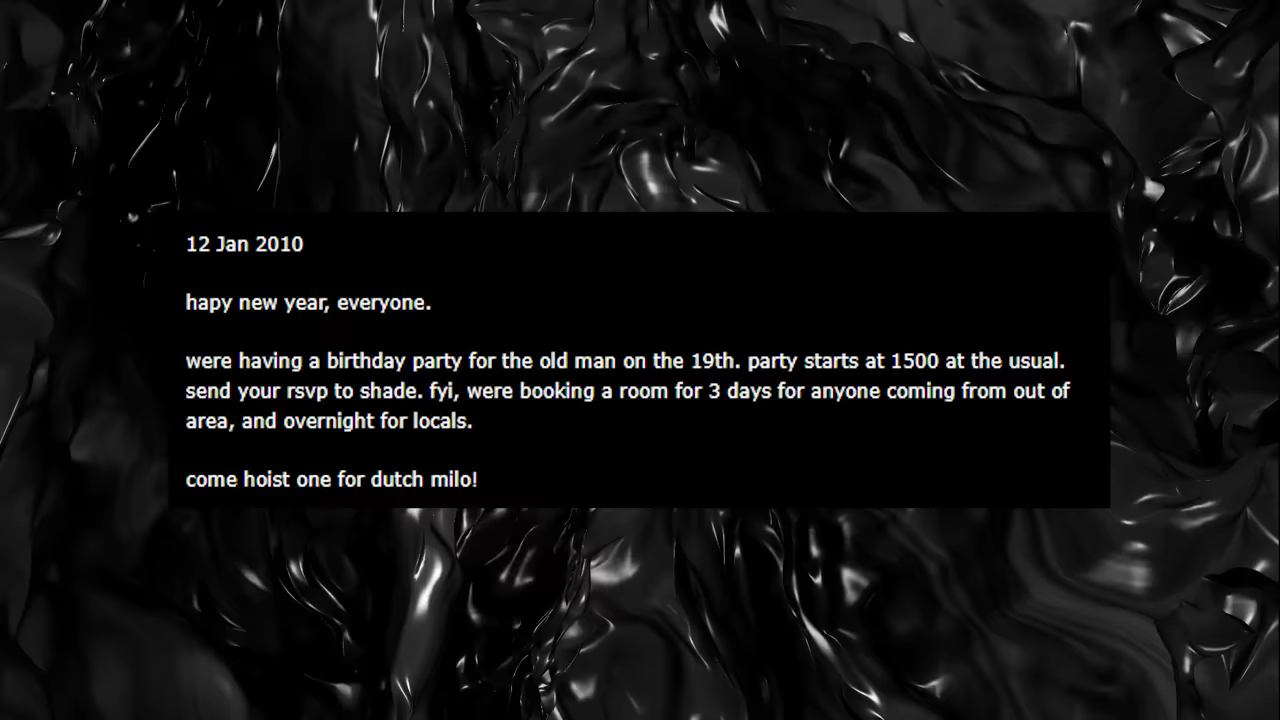 12 Jan 2010
hapy new year, everyone.
were having a birthday party for the old man on the 19th. party starts at 1500 at the usual.
send your rsvp to shade. fyi, were booking a room for 3 days for anyone coming from out of
area, and overnight for locals.
come hoist one for dutch milo!